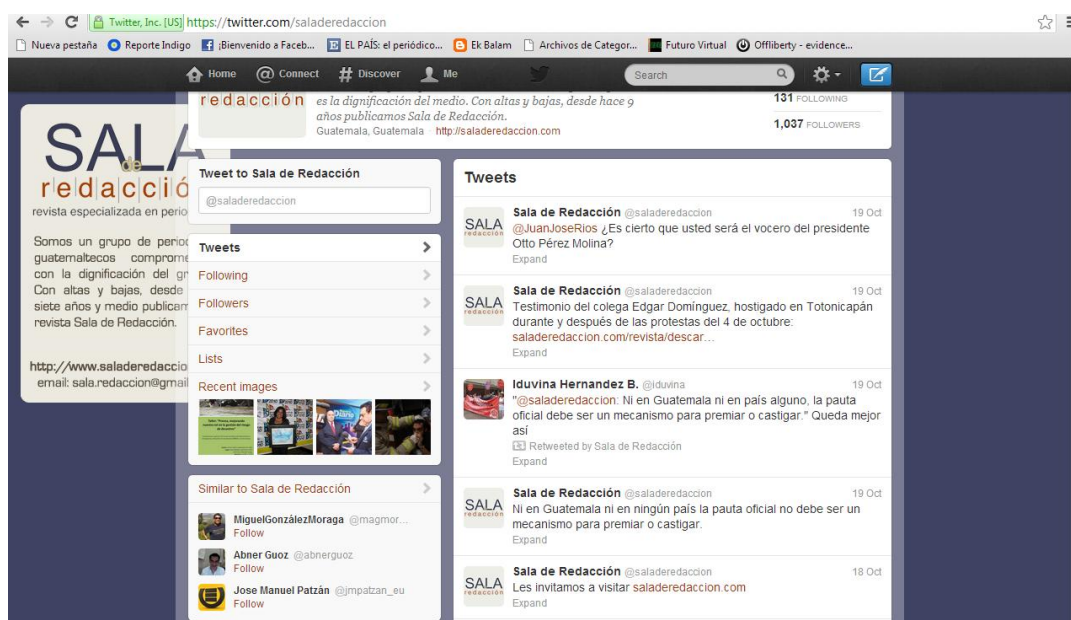 Twitter, Inc. [US] https://twitter.com/saladeredaccion
Nueva pestaña Reporte Indigo ¡Bienvenido a Faceb... EL PAÍS: el periódico... Ek Balam Archivos de Categor... Futuro Virtual Offliberty - evidence...
Home Connect Discover Me Search
redacción
es la dignificación del medio. Con altas y bajas, desde hace 9
años publicamos Sala de Redacción.
Guatemala, Guatemala · http://saladeredaccion.com
131 FOLLOWING
1,037 FOLLOWERS
SALA
de
redacció
revista especializada en perio
Somos un grupo de period
guatemaltecos comprome
con la dignificación del gr
Con altas y bajas, desde
siete años y medio publicam
revista Sala de Redacción.
http://www.saladeredaccio
email: sala.redaccion@gmail
Tweet to Sala de Redacción
@saladeredaccion
Tweets
Following
Followers
Favorites
Lists
Recent images
Similar to Sala de Redacción
MiguelGonzálezMoraga @magmor...
Follow
Abner Guoz @abnerguoz
Follow
Jose Manuel Patzán @jmpatzan_eu
Follow
Tweets
SALA
redacción
Sala de Redacción @saladeredaccion 19 Oct
@JuanJoseRios ¿Es cierto que usted será el vocero del presidente
Otto Pérez Molina?
Expand
SALA
redacción
Sala de Redacción @saladeredaccion 19 Oct
Testimonio del colega Edgar Domínguez, hostigado en Totonicapán
durante y después de las protestas del 4 de octubre:
saladeredaccion.com/revista/descar...
Expand
Iduvina Hernandez B. @iduvina 19 Oct
"@saladeredaccion: Ni en Guatemala ni en país alguno, la pauta
oficial debe ser un mecanismo para premiar o castigar." Queda mejor
así
Retweeted by Sala de Redacción
Expand
SALA
redacción
Sala de Redacción @saladeredaccion 19 Oct
Ni en Guatemala ni en ningún país la pauta oficial no debe ser un
mecanismo para premiar o castigar.
Expand
SALA
redacción
Sala de Redacción @saladeredaccion 18 Oct
Les invitamos a visitar saladeredaccion.com
Expand